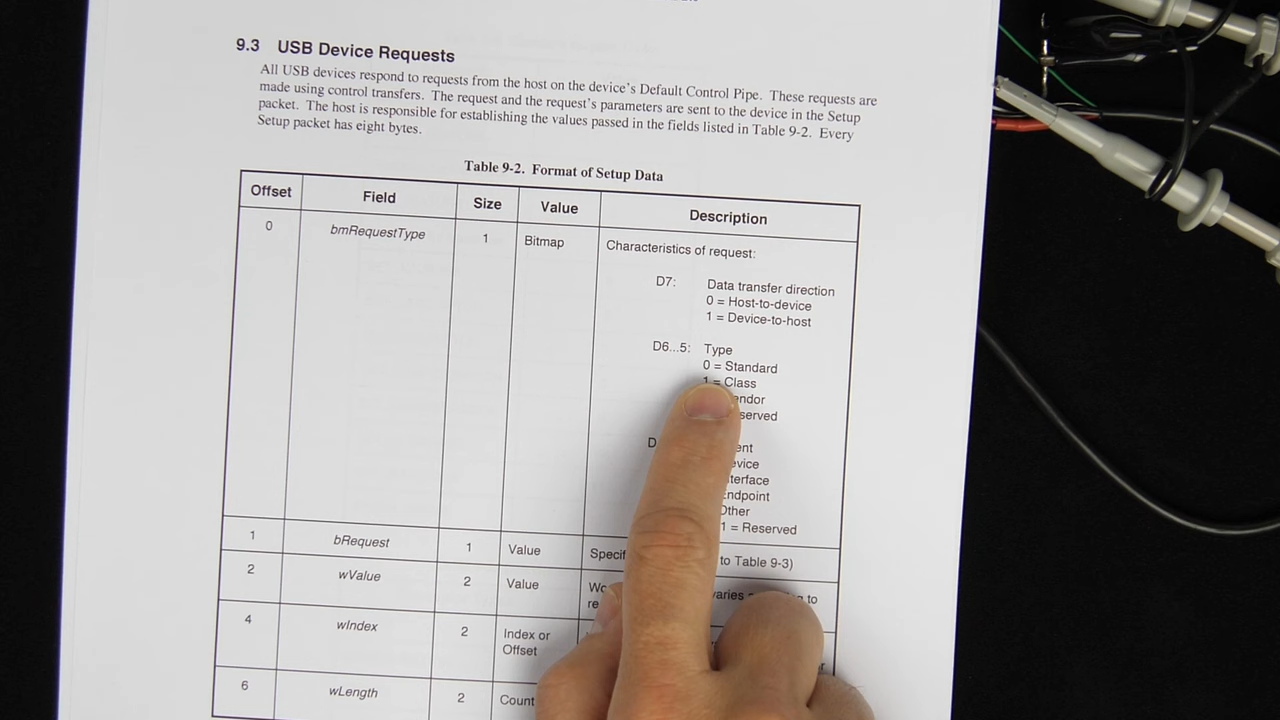 9.3 USB Device Requests
All USB devices respond to requests from the host on the device's Default Control Pipe. These requests are
made using control transfers. The request and the request's parameters are sent to the device in the Setup
packet. The host is responsible for establishing the values passed in the fields listed in Table 9-2. Every
Setup packet has eight bytes.
Table 9-2. Format of Setup Data
Offset Field Size Value Description
0 bmRequestType 1 Bitmap Characteristics of request:
D7: Data transfer direction
0 = Host-to-device
1 = Device-to-host
D6...5: Type
0 = Standard
1 = Class
= Reserved
1 bRequest 1 Value to Table 9-3)
2 wValue 2 Value to
4 wIndex 2 Index or
Offset
6 wLength 2 Count